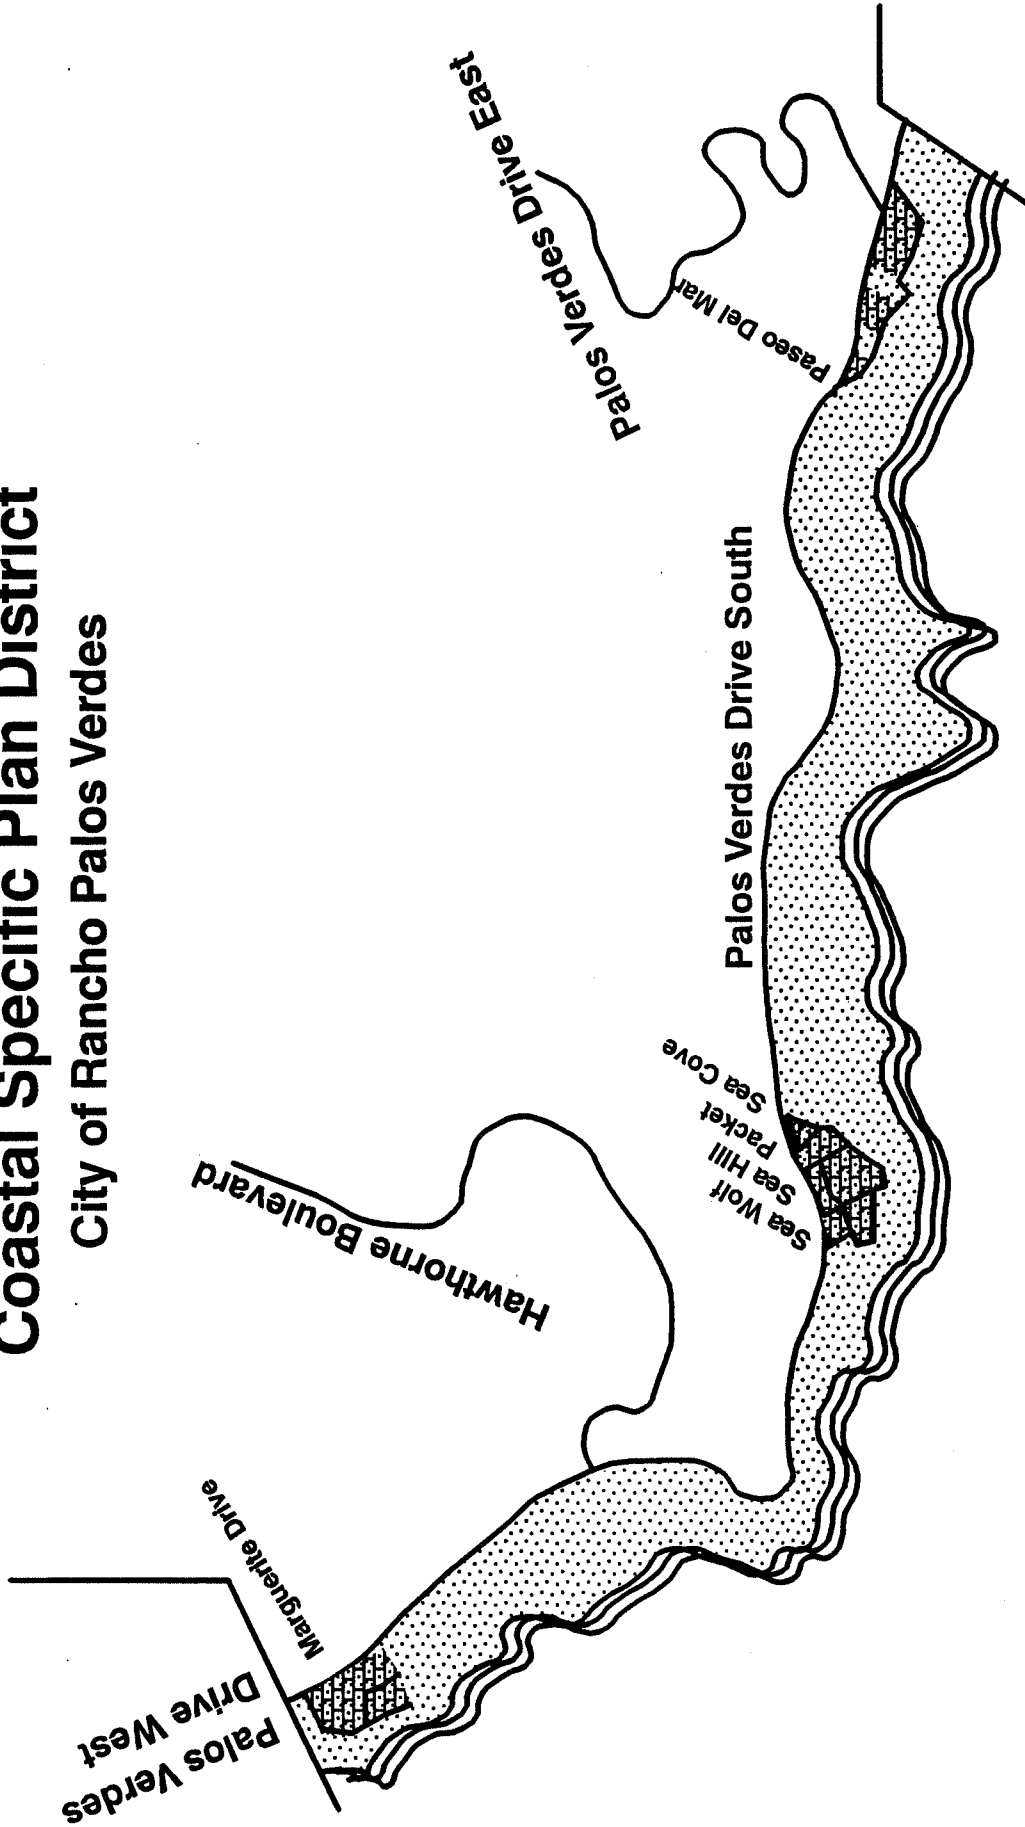 Coastal Specific Plan District
City of Rancho Palos Verdes
Palos Verdes
Drive West
Marguerite Drive
Hawthorne Boulevard
Sea Wolf
Sea Hill
Packet
Sea Cove
Palos Verdes Drive South
Paseo Del Mar
Palos Verdes Drive East